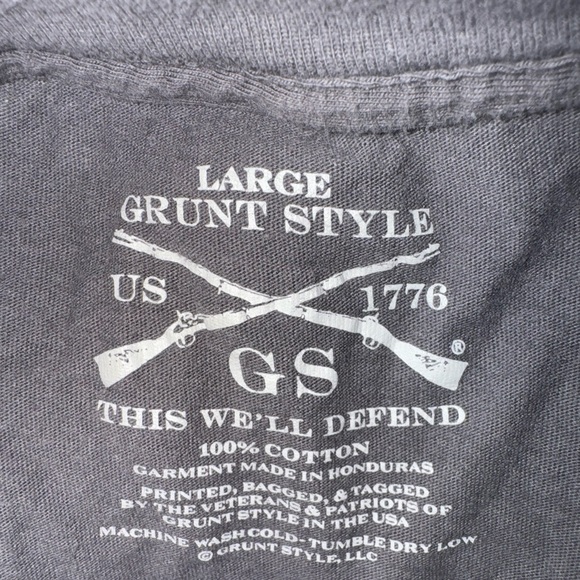 LARGE
GRUNT STYLE
US 1776
GS ®
THIS WE'LL DEFEND
100% COTTON
GARMENT MADE IN HONDURAS
PRINTED, BAGGED, & TAGGED
BY THE VETERANS & PATRIOTS OF
GRUNT STYLE IN THE USA
MACHINE WASH COLD-TUMBLE DRY LOW
© GRUNT STYLE, LLC